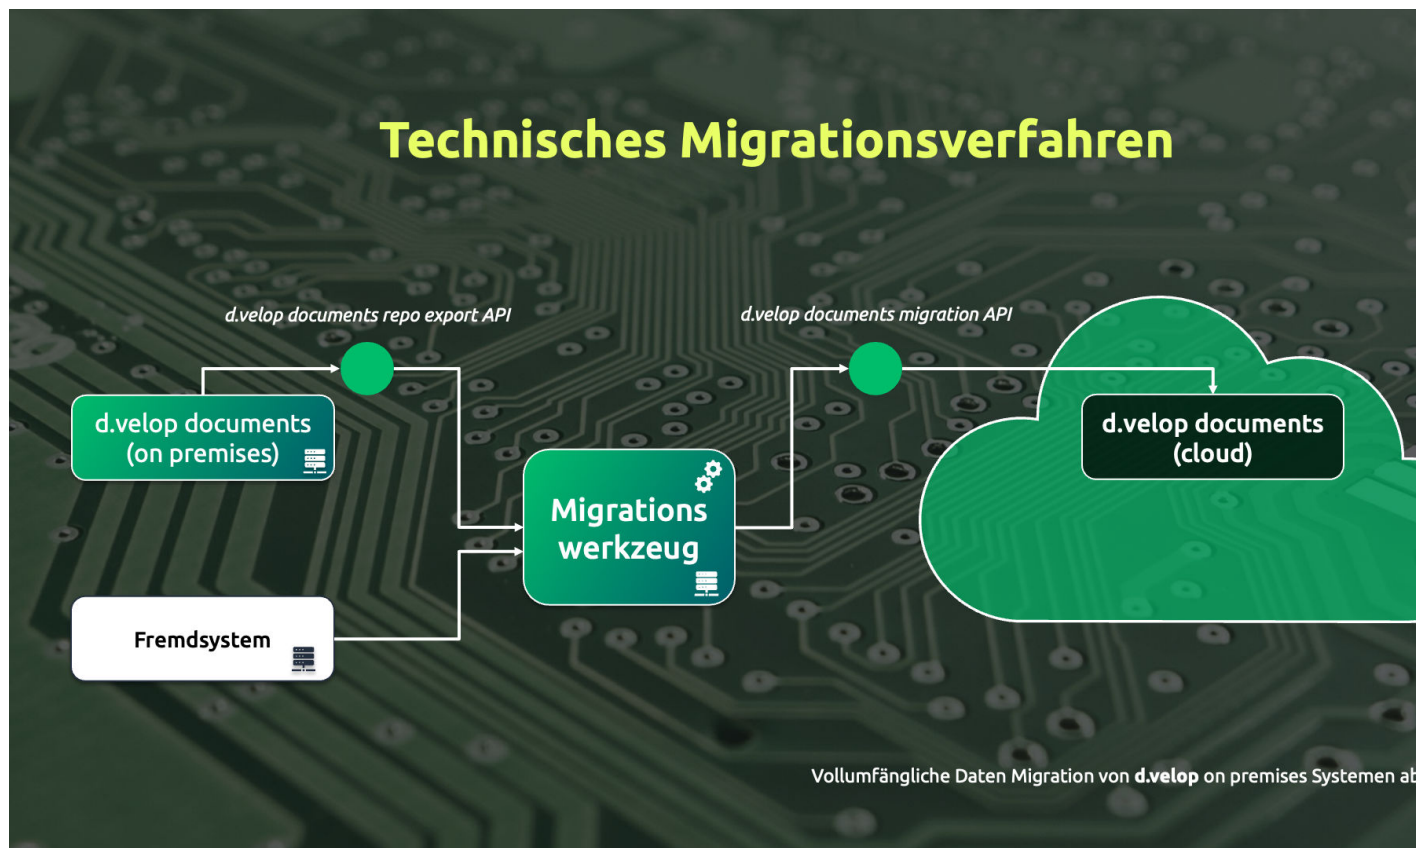 Technisches Migrationsverfahren
d.velop documents repo export API
d.velop documents migration API
d.velop documents
(on premises)
d.velop documents
(cloud)
Migrations
werkzeug
Fremdsystem
Vollumfängliche Daten Migration von d.velop on premises Systemen ab